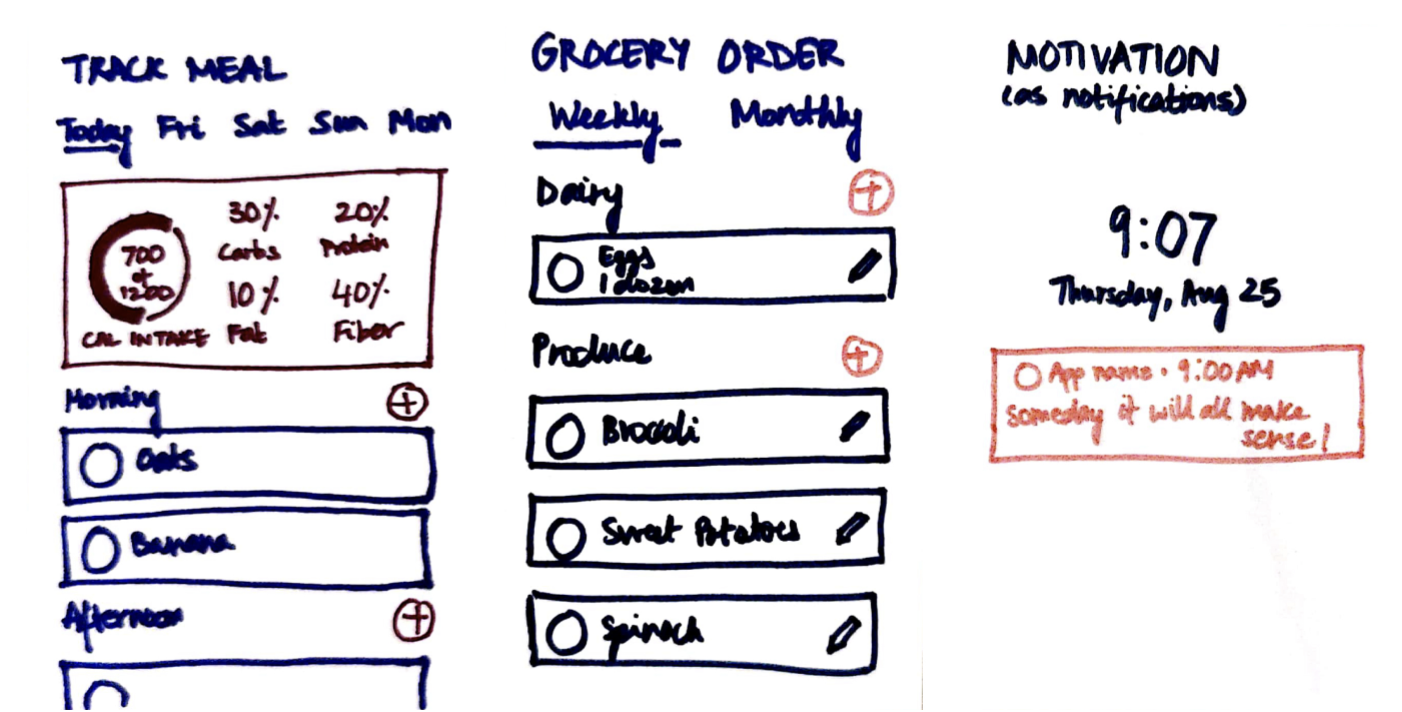 TRACK MEAL
Today Fri Sat Sun Mon
700
of
1200
CAL INTAKE
30%
Carbs
20%
Protein
10%
Fat
40%
Fiber
Morning
Oats
Banana
Afternoon
GROCERY ORDER
Weekly Monthly
Dairy
Eggs
1 dozen
Produce
Broccoli
Sweet Potatoes
Spinach
MOTIVATION
(as notifications)
9:07
Thursday, Aug 25
App name • 9:00 AM
someday it will all make
sense!